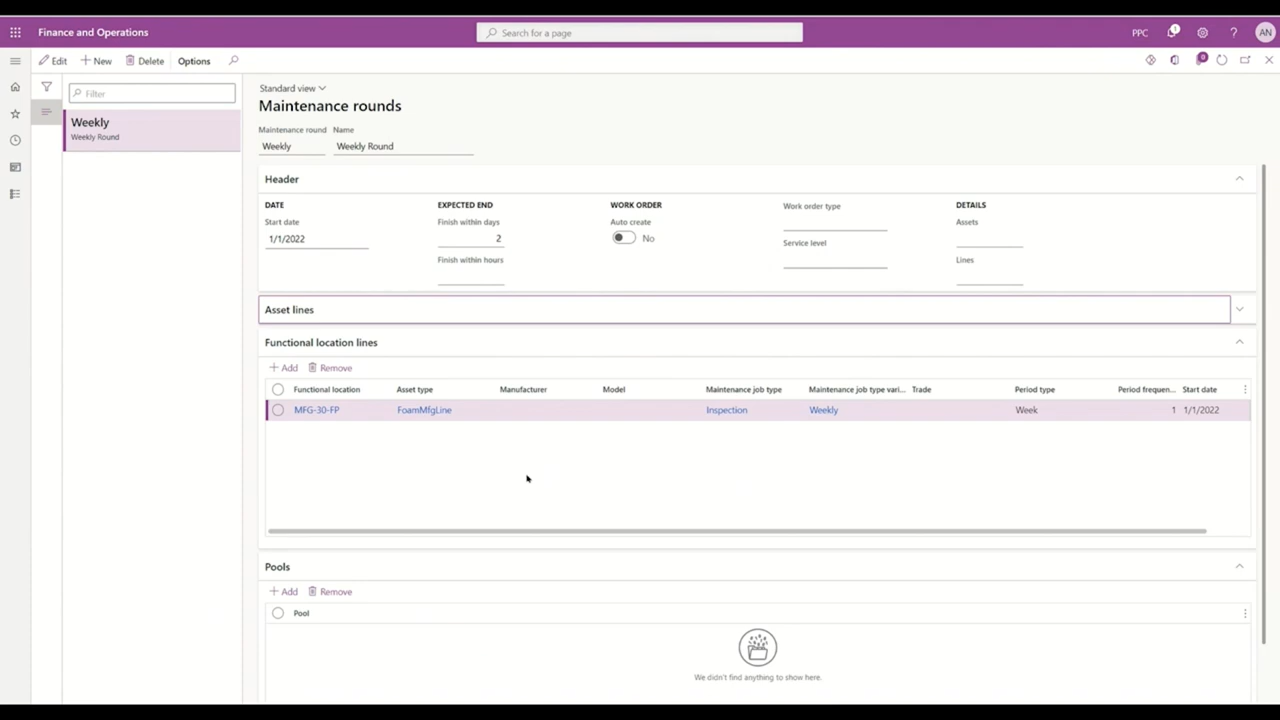 Finance and Operations
Search for a page
PPC
1
?
AN
Edit
New
Delete
Options
0
Filter
Weekly
Weekly Round
Standard view
Maintenance rounds
Maintenance round Name
Weekly Weekly Round
Header
DATE EXPECTED END WORK ORDER Work order type DETAILS
Start date Finish within days Auto create Assets
1/1/2022 2 No Service level
Finish within hours Lines
Asset lines
Functional location lines
Add Remove
Functional location Asset type Manufacturer Model Maintenance job type Maintenance job type vari... Trade Period type Period frequen... Start date
MFG-30-FP FoamMfgLine Inspection Weekly Week 1 1/1/2022
Pools
Add Remove
Pool
We didn't find anything to show here.